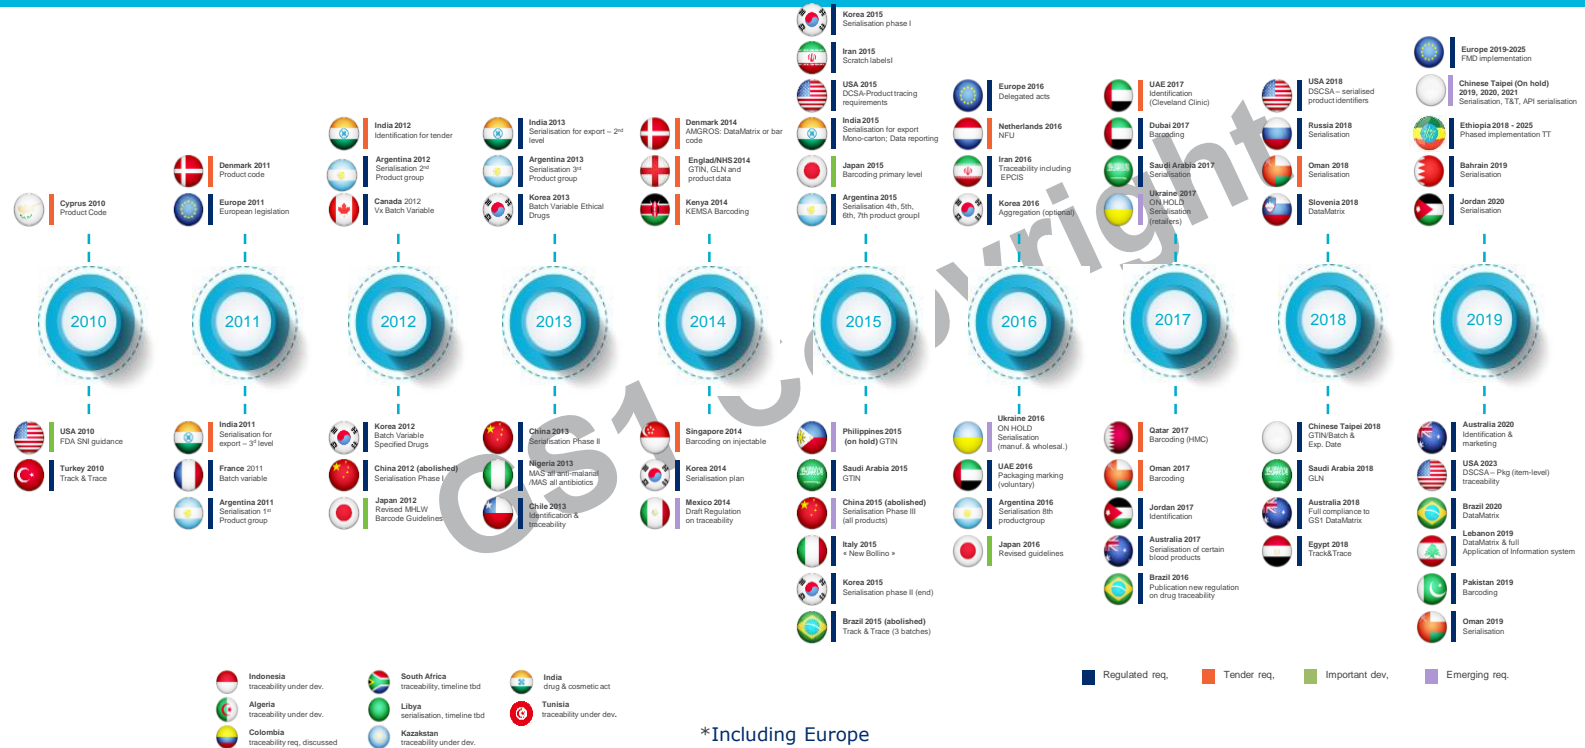 Korea 2015
Serialisation phase I
Iran 2015
Scratch labelsI
USA 2015
DCSA-Product tracing
requirements
India 2015
Serialisation for export
Mono-carton; Data reporting
Japan 2015
Barcoding primary level
Argentina 2015
Serialisation 4th, 5th,
6th, 7th product groupI
Cyprus 2010
Product Code
Denmark 2011
Product code
Europe 2011
European legislation
India 2012
Identification for tender
Argentina 2012
Serialisation 2nd
Product group
Canada 2012
Vx Batch Variable
India 2013
Serialisation for export – 2nd
level
Argentina 2013
Serialisation 3rd
Product group
Korea 2013
Batch Variable Ethical
Drugs
Denmark 2014
AMGROS: DataMatrix or bar
code
Englad/NHS 2014
GTIN, GLN and
product data
Kenya 2014
KEMSA Barcoding
Europe 2016
Delegated acts
Netherlands 2016
NFU
Iran 2016
Traceability including
EPCIS
Korea 2016
Aggregation (optional)
UAE 2017
Identification
(Cleveland Clinic)
Dubai 2017
Barcoding
Saudi Arabia 2017
Serialisation
Ukraine 2017
ON HOLD
Serialisation
(retailers)
USA 2018
DSCSA – serialised
product identifiers
Russia 2018
Serialisation
Oman 2018
Serialisation
Slovenia 2018
DataMatrix
Europe 2019-2025
FMD implementation
Chinese Taipei (On hold)
2019, 2020, 2021
Serialisation, T&T, API serialisation
Ethiopia 2018 - 2025
Phased implementation TT
Bahrain 2019
Serialisation
Jordan 2020
Serialisation
2010
2011
2012
2013
2014
2015
2016
2017
2018
2019
USA 2010
FDA SNI guidance
Turkey 2010
Track & Trace
India 2011
Serialisation for
export – 3rd level
France 2011
Batch variable
Argentina 2011
Serialisation 1st
Product group
Korea 2012
Batch Variable
Specified Drugs
China 2012 (abolished)
Serialisation Phase I
Japan 2012
Revised MHLW
Barcode Guidelines
China 2013
Serialisation Phase II
Nigeria 2013
MAS all anti-malarial
/MAS all antibiotics
Chile 2013
Identification &
traceability
Singapore 2014
Barcoding on injectable
Korea 2014
Serialisation plan
Mexico 2014
Draft Regulation
on traceability
Philippines 2015
(on hold) GTIN
Saudi Arabia 2015
GTIN
China 2015 (abolished)
Serialisation Phase III
(all products)
Italy 2015
« New Bollino »
Korea 2015
Serialisation phase II (end)
Brazil 2015 (abolished)
Track & Trace (3 batches)
Ukraine 2016
ON HOLD
Serialisation
(manuf. & wholesal.)
UAE 2016
Packaging marking
(voluntary)
Argentina 2016
Serialisation 8th
productgroup
Japan 2016
Revised guidelines
Qatar 2017
Barcoding (HMC)
Oman 2017
Barcoding
Jordan 2017
Identification
Australia 2017
Serialisation of certain
blood products
Brazil 2016
Publication new regulation
on drug traceability
Chinese Taipei 2018
GTIN/Batch &
Exp. Date
Saudi Arabia 2018
GLN
Australia 2018
Full compliance to
GS1 DataMatrix
Egypt 2018
Track&Trace
Australia 2020
Identification &
marketing
USA 2023
DSCSA – Pkg (item-level)
traceability
Brazil 2020
DataMatrix
Lebanon 2019
DataMatrix & full
Application of Information system
Pakistan 2019
Barcoding
Oman 2019
Serialisation
Indonesia
traceability under dev.
Algeria
traceability under dev.
Colombia
traceability req, discussed
South Africa
traceability, timeline tbd
Libya
serialisation, timeline tbd
Kazakstan
traceability under dev.
India
drug & cosmetic act
Tunisia
traceability under dev.
Regulated req,
Tender req,
Important dev,
Emerging req.
*Including Europe